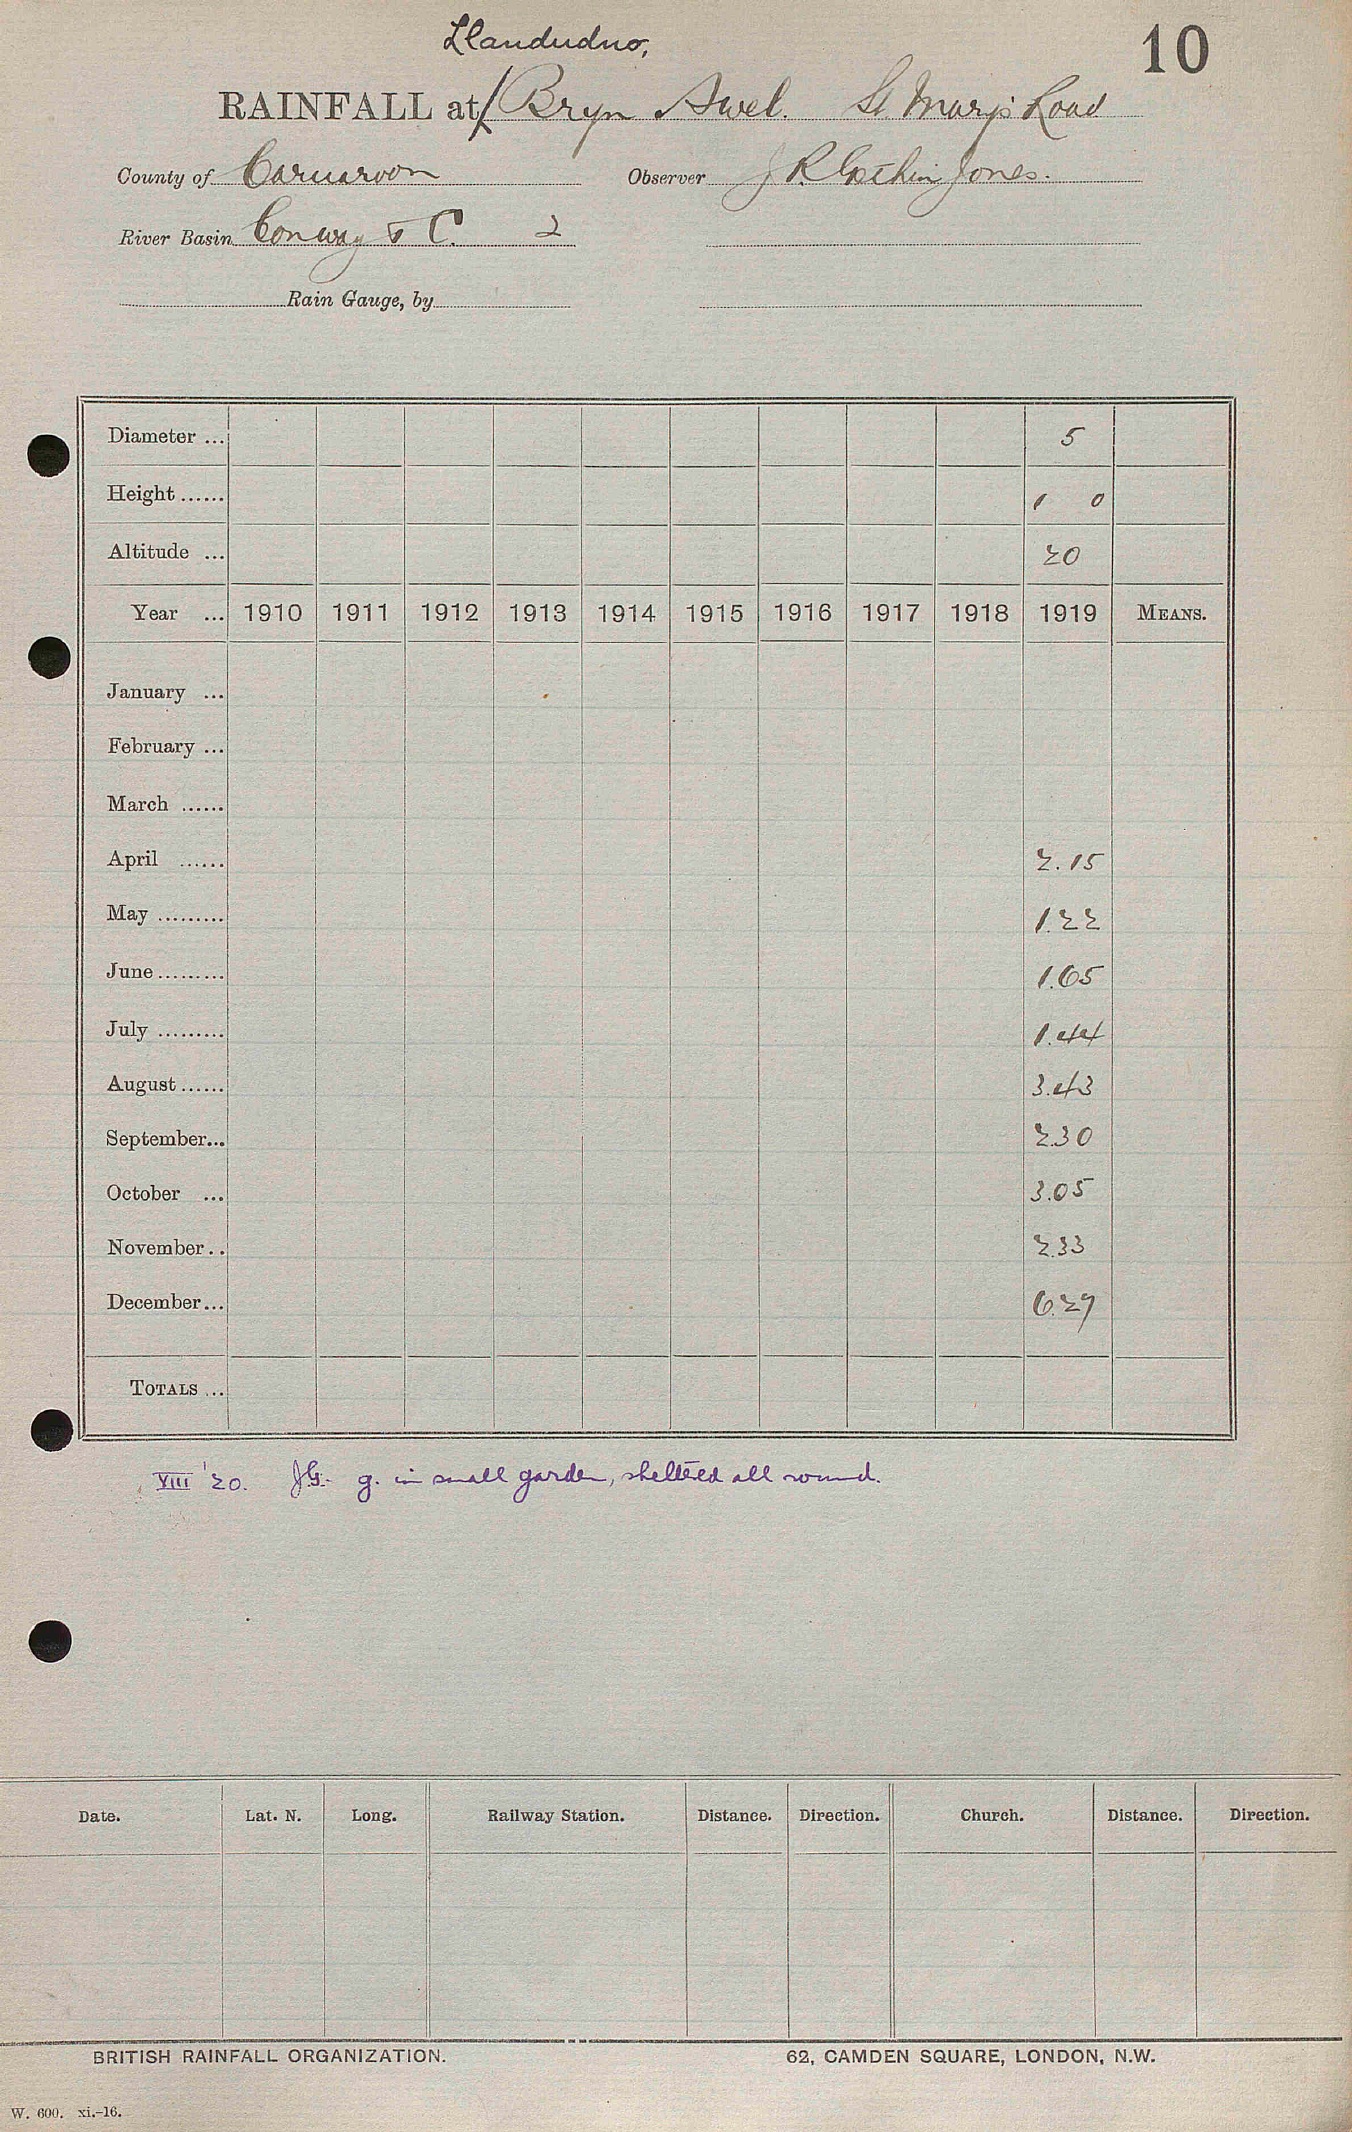 Llandudno,
10
RAINFALL at Bryn Awel. St. Mary's Road
County of Carnarvon Observer J R Gethin Jones.
River Basin Conway & C. 2
Rain Gauge, by
Diameter ... 5
Height ...... 1 0
Altitude ... 20
Year ... 1910 1911 1912 1913 1914 1915 1916 1917 1918 1919 MEANS.
January ...
February ...
March ......
April ...... 2.15
May ......... 1.22
June ......... 1.65
July ......... 1.44
August ...... 3.43
September... 2.30
October ... 3.05
November .. 2.33
December ... 6.27
TOTALS ...
VIII '20. J.G. g. in small garden, sheltered all round.
Date. Lat. N. Long. Railway Station. Distance. Direction. Church. Distance. Direction.
BRITISH RAINFALL ORGANIZATION. 62, CAMDEN SQUARE, LONDON, N.W.
W. 600. xi.-16.